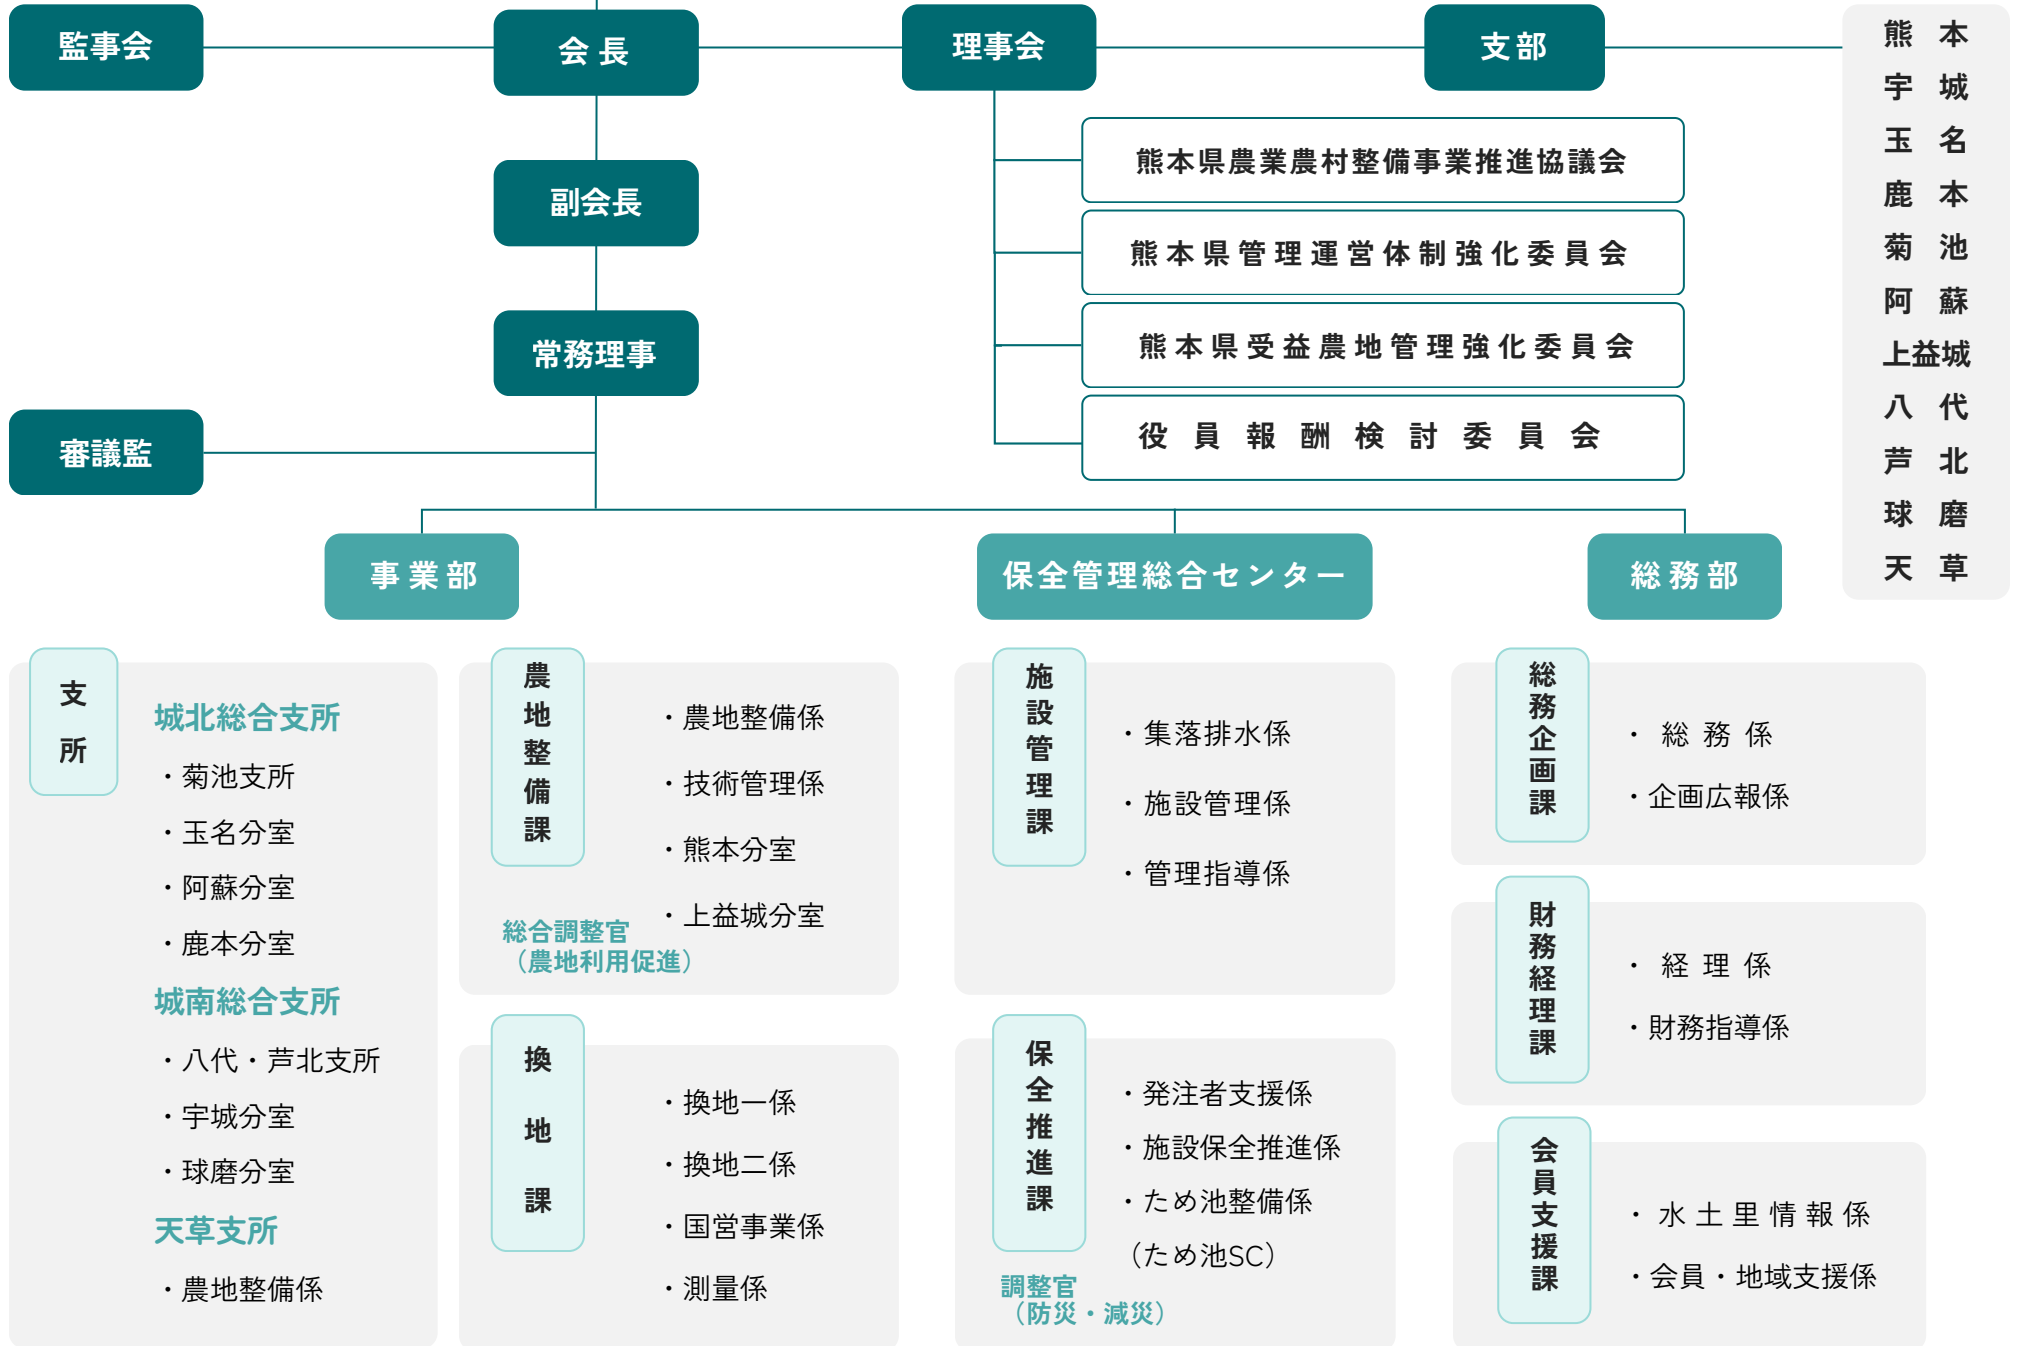 監事会
会長
理事会
支部
熊本
宇城
玉名
鹿本
菊池
阿蘇
上益城
八代
芦北
球磨
天草
熊本県農業農村整備事業推進協議会
熊本県管理運営体制強化委員会
熊本県受益農地管理強化委員会
役員報酬検討委員会
副会長
常務理事
審議監
事業部
保全管理総合センター
総務部
支所
城北総合支所
・菊池支所
・玉名分室
・阿蘇分室
・鹿本分室
城南総合支所
・八代・芦北支所
・宇城分室
・球磨分室
天草支所
・農地整備係
農地整備課
・農地整備係
・技術管理係
・熊本分室
・上益城分室
総合調整官
（農地利用促進）
換地課
・換地一係
・換地二係
・国営事業係
・測量係
施設管理課
・集落排水係
・施設管理係
・管理指導係
保全推進課
・発注者支援係
・施設保全推進係
・ため池整備係
（ため池SC）
調整官
（防災・減災）
総務企画課
・総務係
・企画広報係
財務経理課
・経理係
・財務指導係
会員支援課
・水土里情報係
・会員・地域支援係